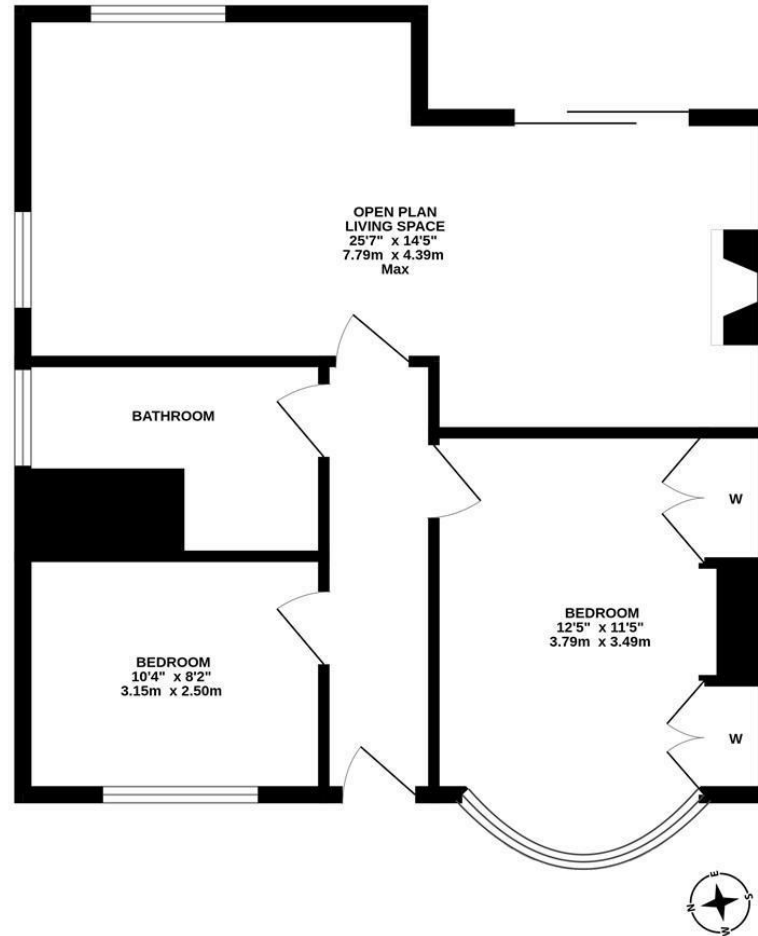 OPEN PLAN
LIVING SPACE
25'7" x 14'5"
7.79m x 4.39m
Max
BATHROOM
W
BEDROOM
12'5" x 11'5"
3.79m x 3.49m
BEDROOM
10'4" x 8'2"
3.15m x 2.50m
W
E
N
S
W